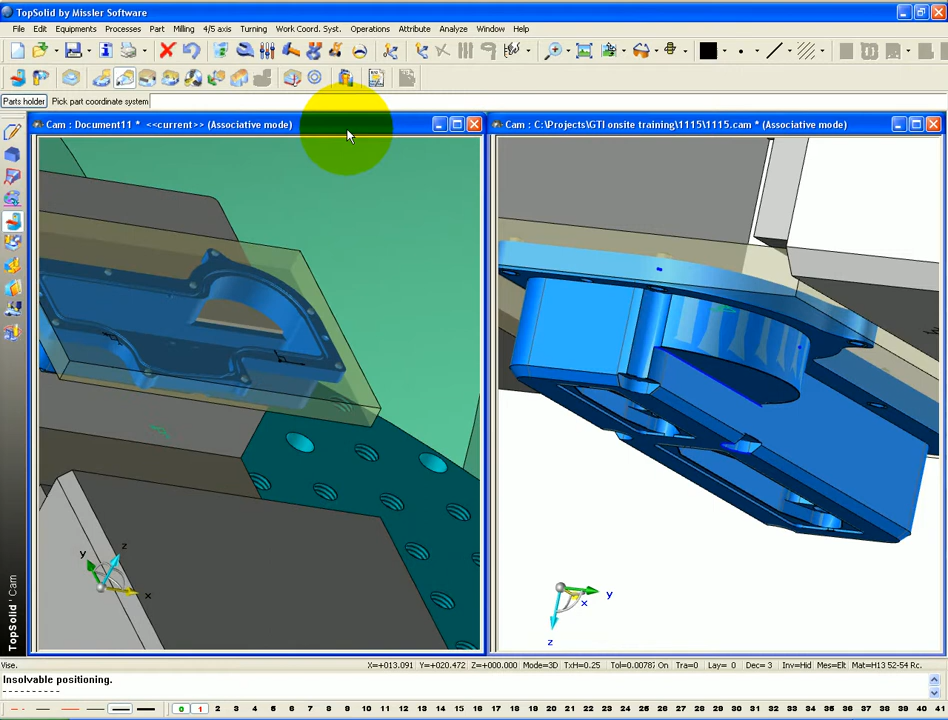 TopSolid by Missler Software
File Edit Equipments Processes Part Milling 4/5 axis Turning Work Coord. Syst. Operations Attribute Analyze Window Help
Parts holder Pick part coordinate system
Cam : Document11 * <<current>> (Associative mode)
Cam : C:\Projects\GTI onsite training\1115\1115.cam * (Associative mode)
z
y
x
y
x
z
TopSolid'Cam
Vise. X=+013.091 Y=+020.472 Z=+000.000 Mode=3D TxH=0.25 Tol=0.0078 Tra=0 Lay= 0 Dec= 3 Inv=Hid Mes=Elt Mat=H13 52-54 Rc.
Insolvable positioning.
----------
0 1 2 3 4 5 6 7 8 9 10 11 12 13 14 15 16 17 18 19 20 21 22 23 24 25 26 27 28 29 30 31 32 33 34 35 36 37 38 39 40 41